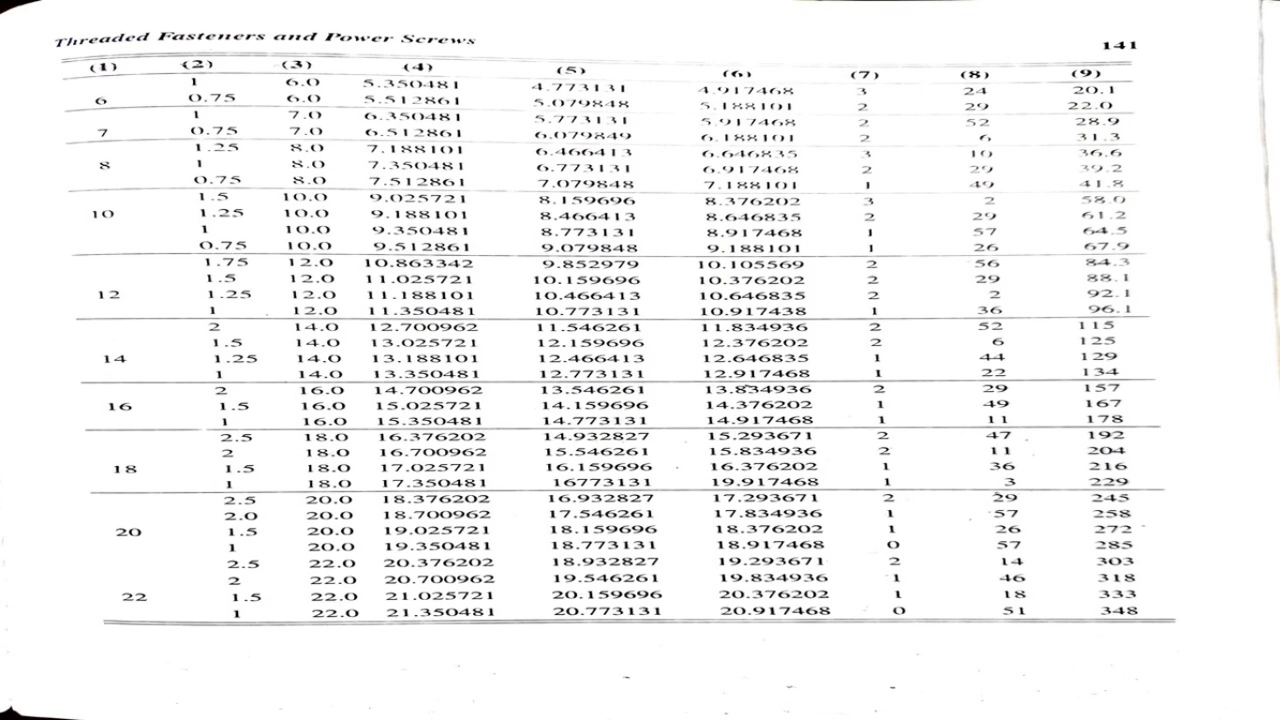 Threaded Fasteners and Power Screws 141
(1) (2) (3) (4) (5) (6) (7) (8) (9)
1 6.0 5.350481 4.773131 4.917468 3 24 20.1
6 0.75 6.0 5.512861 5.079848 5.188101 2 29 22.0
1 7.0 6.350481 5.773131 5.917468 2 52 28.9
7 0.75 7.0 6.512861 6.079849 6.188101 2 6 31.3
1.25 8.0 7.188101 6.466413 6.646835 3 10 36.6
8 1 8.0 7.350481 6.773131 6.917468 2 29 39.2
0.75 8.0 7.512861 7.079848 7.188101 1 49 41.8
1.5 10.0 9.025721 8.159696 8.376202 3 2 58.0
10 1.25 10.0 9.188101 8.466413 8.646835 2 29 61.2
1 10.0 9.350481 8.773131 8.917468 1 57 64.5
0.75 10.0 9.512861 9.079848 9.188101 1 26 67.9
1.75 12.0 10.863342 9.852979 10.105569 2 56 84.3
1.5 12.0 11.025721 10.159696 10.376202 2 29 88.1
12 1.25 12.0 11.188101 10.466413 10.646835 2 2 92.1
1 12.0 11.350481 10.773131 10.917438 1 36 96.1
2 14.0 12.700962 11.546261 11.834936 2 52 115
1.5 14.0 13.025721 12.159696 12.376202 2 6 125
14 1.25 14.0 13.188101 12.466413 12.646835 1 44 129
1 14.0 13.350481 12.773131 12.917468 1 22 134
2 16.0 14.700962 13.546261 13.834936 2 29 157
16 1.5 16.0 15.025721 14.159696 14.376202 1 49 167
1 16.0 15.350481 14.773131 14.917468 1 11 178
2.5 18.0 16.376202 14.932827 15.293671 2 47 192
2 18.0 16.700962 15.546261 15.834936 2 11 204
18 1.5 18.0 17.025721 16.159696 16.376202 1 36 216
1 18.0 17.350481 16773131 19.917468 1 3 229
2.5 20.0 18.376202 16.932827 17.293671 2 29 245
2.0 20.0 18.700962 17.546261 17.834936 1 57 258
20 1.5 20.0 19.025721 18.159696 18.376202 1 26 272
1 20.0 19.350481 18.773131 18.917468 0 57 285
2.5 22.0 20.376202 18.932827 19.293671 2 14 303
2 22.0 20.700962 19.546261 19.834936 1 46 318
22 1.5 22.0 21.025721 20.159696 20.376202 1 18 333
1 22.0 21.350481 20.773131 20.917468 0 51 348